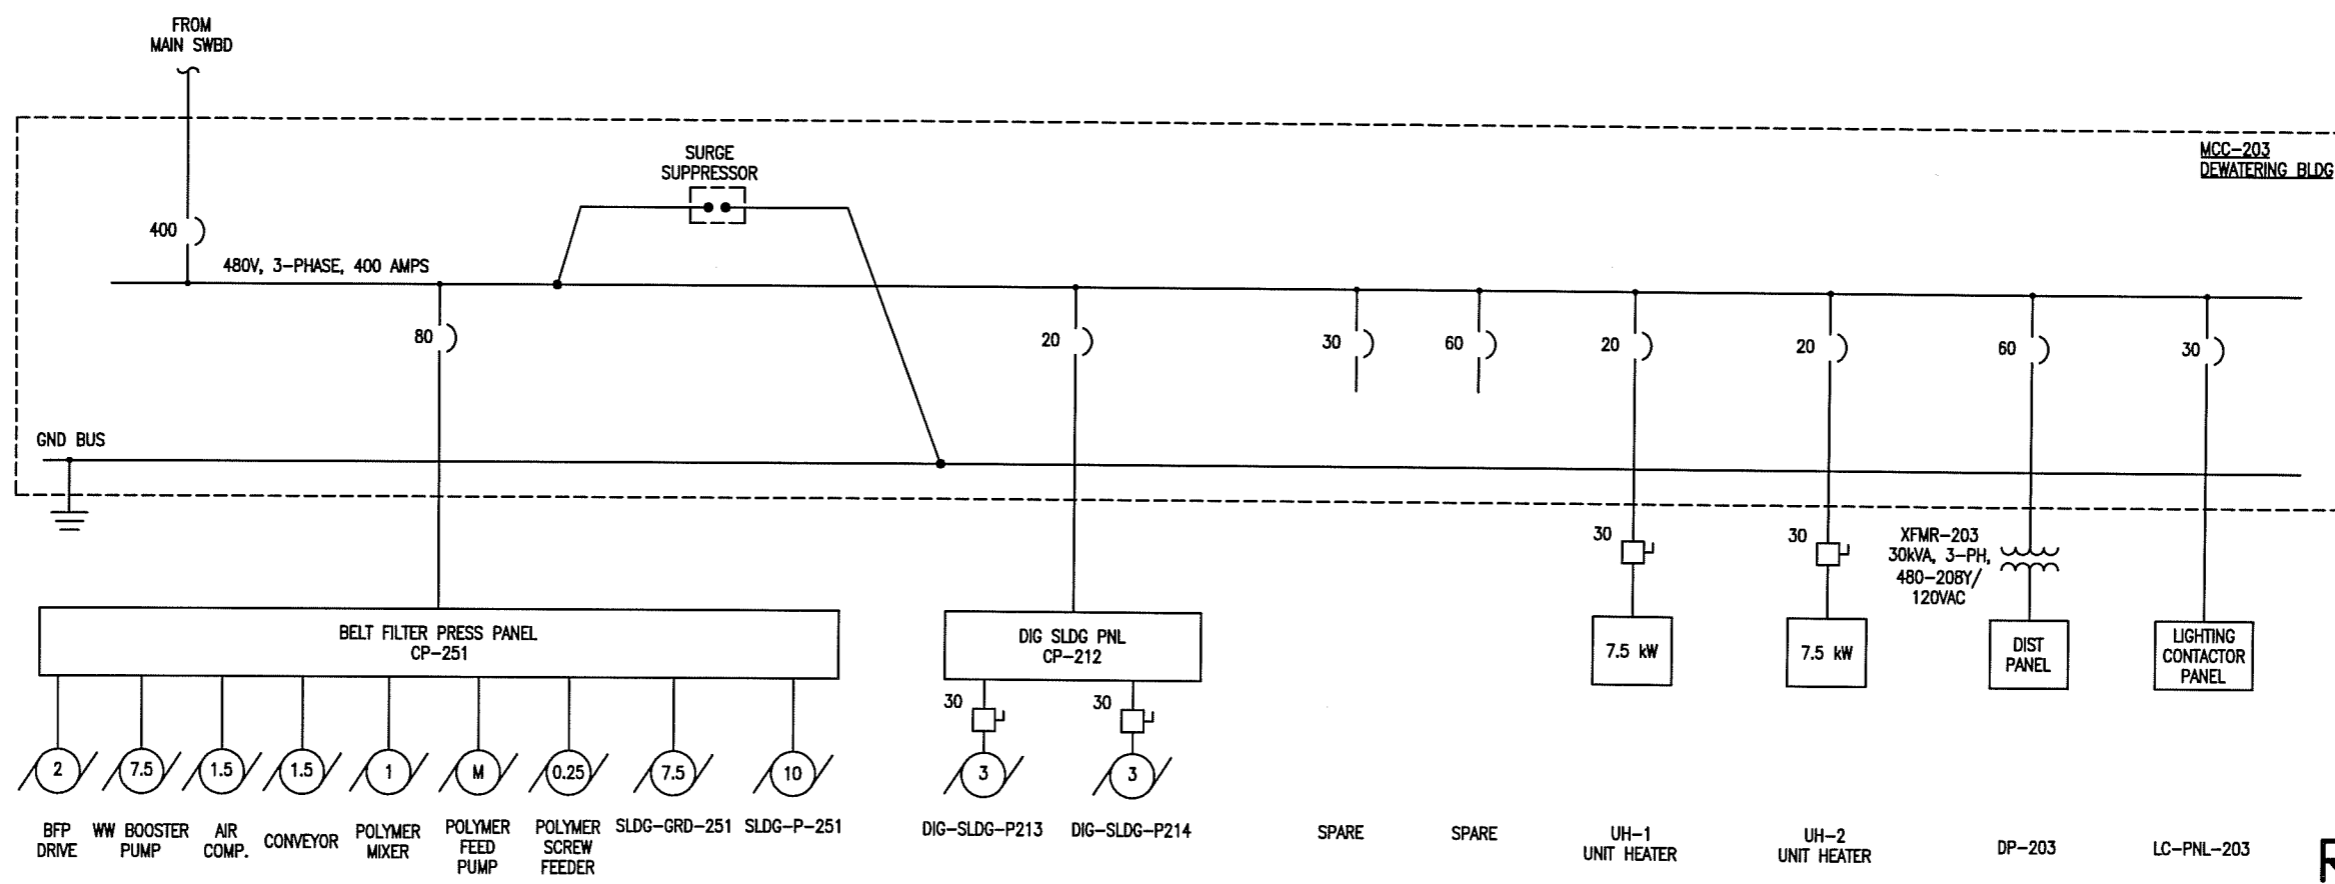 FROM
MAIN SWBD
SURGE
SUPPRESSOR
MCC-203
DEWATERING BLDG
400
480V, 3-PHASE, 400 AMPS
80
20
30
60
20
20
60
30
GND BUS
30
30
XFMR-203
30kVA, 3-PH,
480-208Y/
120VAC
BELT FILTER PRESS PANEL
CP-251
DIG SLDG PNL
CP-212
7.5 kW
7.5 kW
DIST
PANEL
LIGHTING
CONTACTOR
PANEL
30
30
2
7.5
1.5
1.5
1
M
0.25
7.5
10
3
3
BFP
DRIVE
WW BOOSTER
PUMP
AIR
COMP.
CONVEYOR
POLYMER
MIXER
POLYMER
FEED
PUMP
POLYMER
SCREW
FEEDER
SLDG-GRD-251
SLDG-P-251
DIG-SLDG-P213
DIG-SLDG-P214
SPARE
SPARE
UH-1
UNIT HEATER
UH-2
UNIT HEATER
DP-203
LC-PNL-203